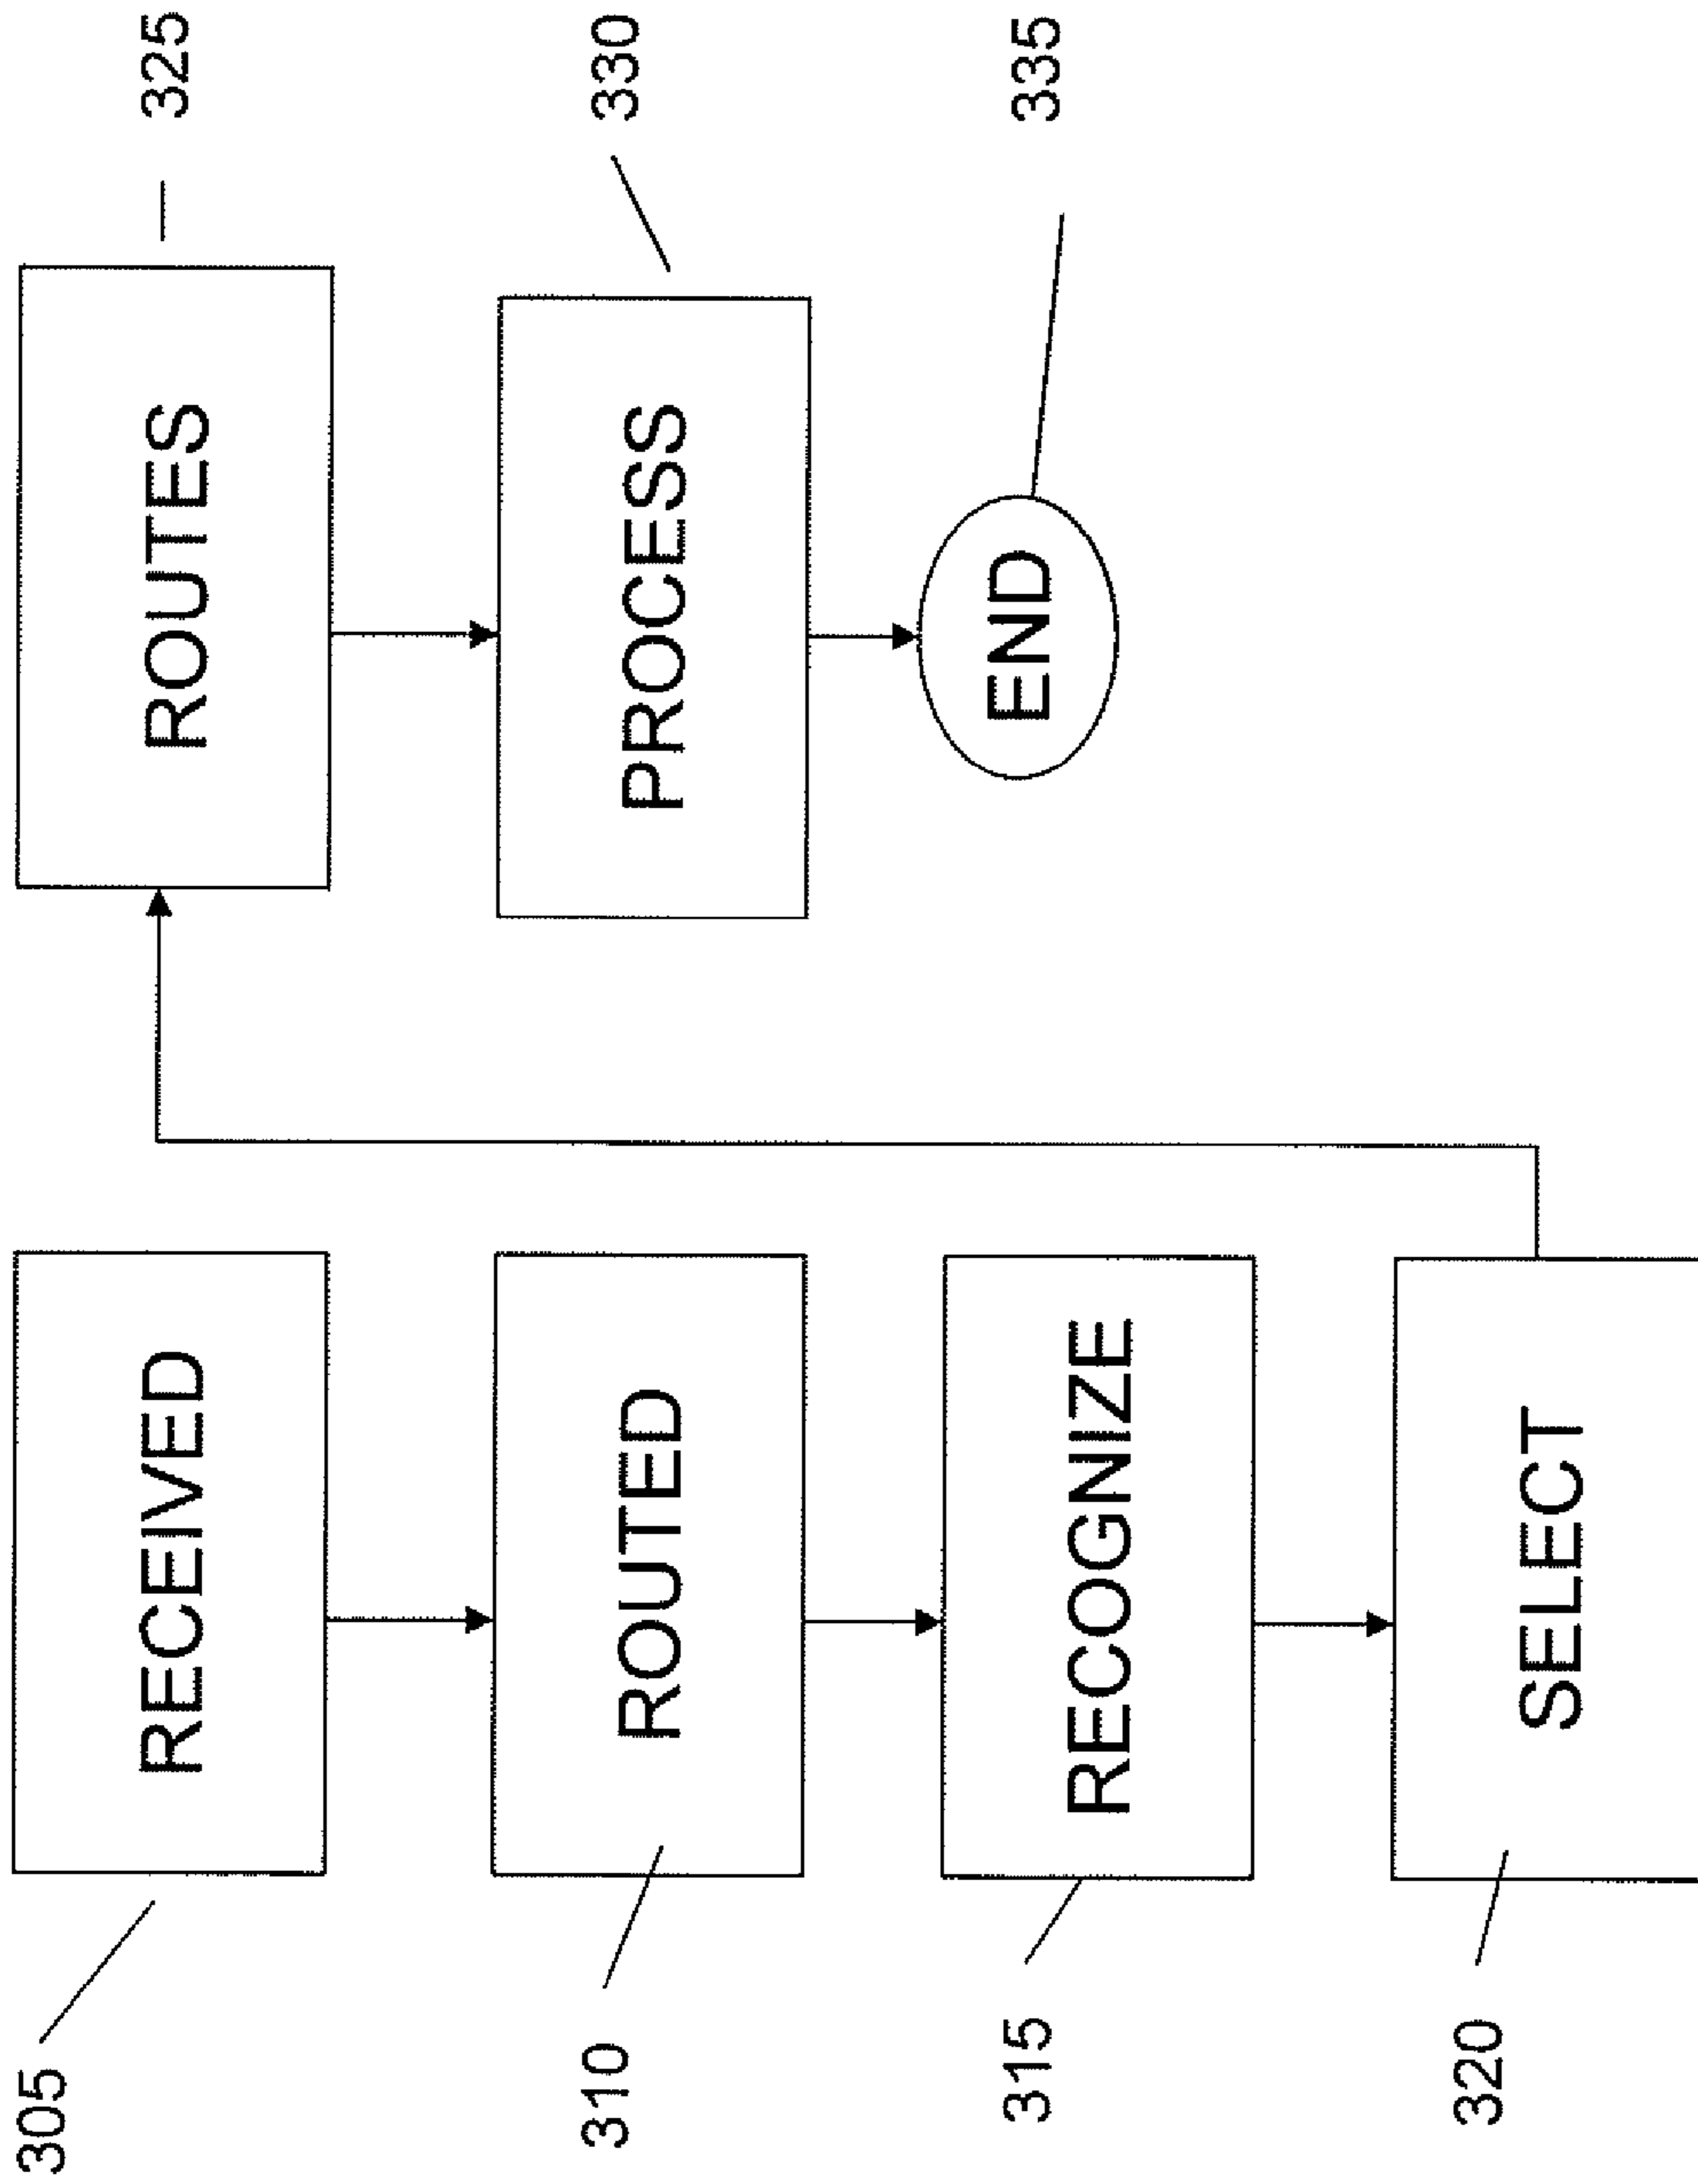 305
RECEIVED
310
ROUTED
315
RECOGNIZE
320
SELECT
ROUTES
325
PROCESS
330
END
335